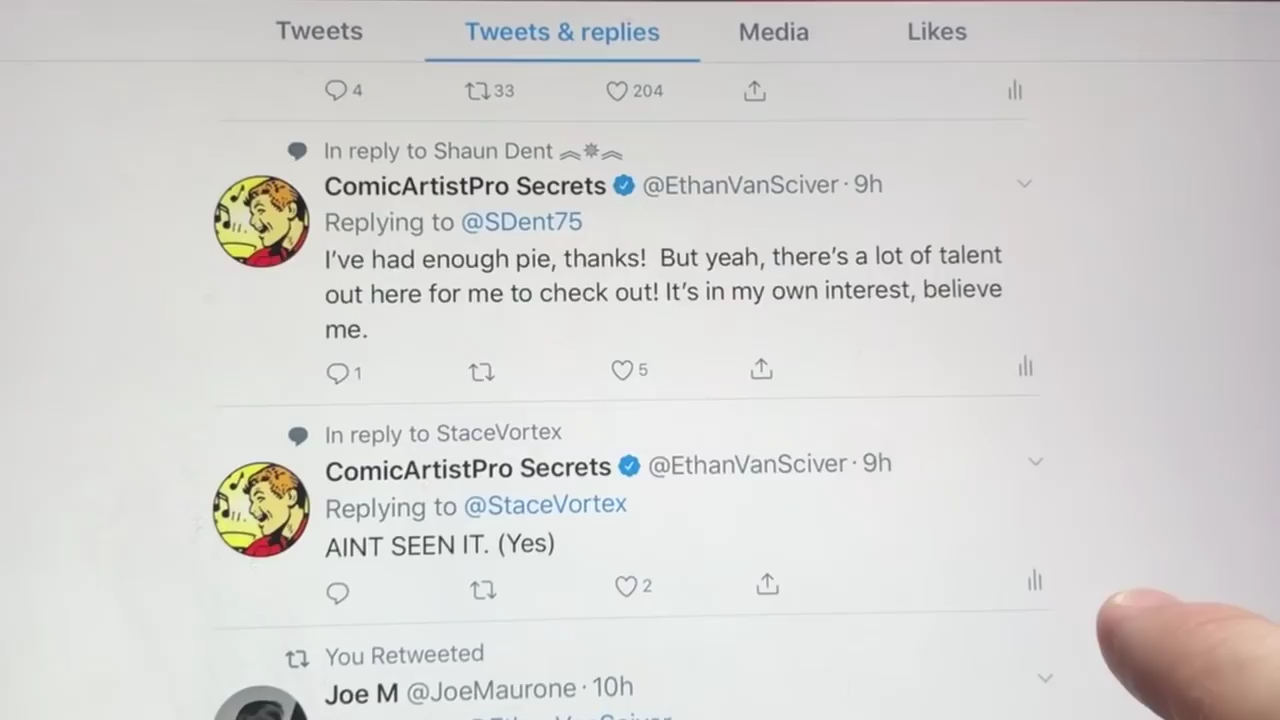 Tweets Tweets & replies Media Likes
4 33 204
In reply to Shaun Dent
ComicArtistPro Secrets @EthanVanSciver · 9h
Replying to @SDent75
I've had enough pie, thanks! But yeah, there's a lot of talent
out here for me to check out! It's in my own interest, believe
me.
1 5
In reply to StaceVortex
ComicArtistPro Secrets @EthanVanSciver · 9h
Replying to @StaceVortex
AINT SEEN IT. (Yes)
2
You Retweeted
Joe M @JoeMaurone · 10h